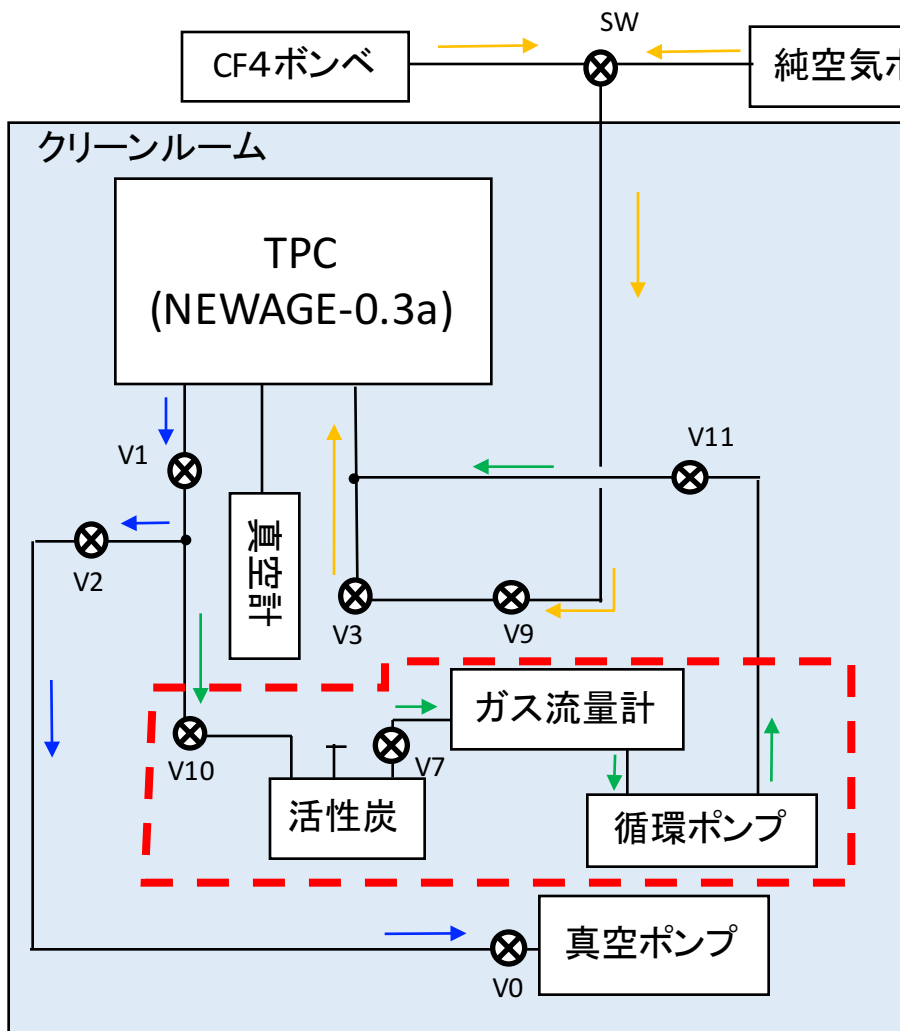 SW
CF4ボンベ
純空気ボ
クリーンルーム
TPC
(NEWAGE-0.3a)
V1
V11
V2
真空計
V3
V9
ガス流量計
V10
V7
活性炭
循環ポンプ
真空ポンプ
V0